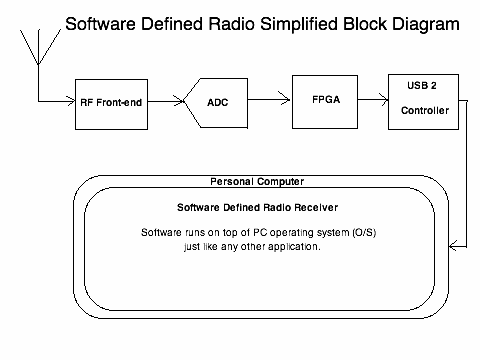 Software Defined Radio Simplified Block Diagram
RF Front-end
ADC
FPGA
USB 2
Controller
Personal Computer
Software Defined Radio Receiver
Software runs on top of PC operating system (O/S)
just like any other application.